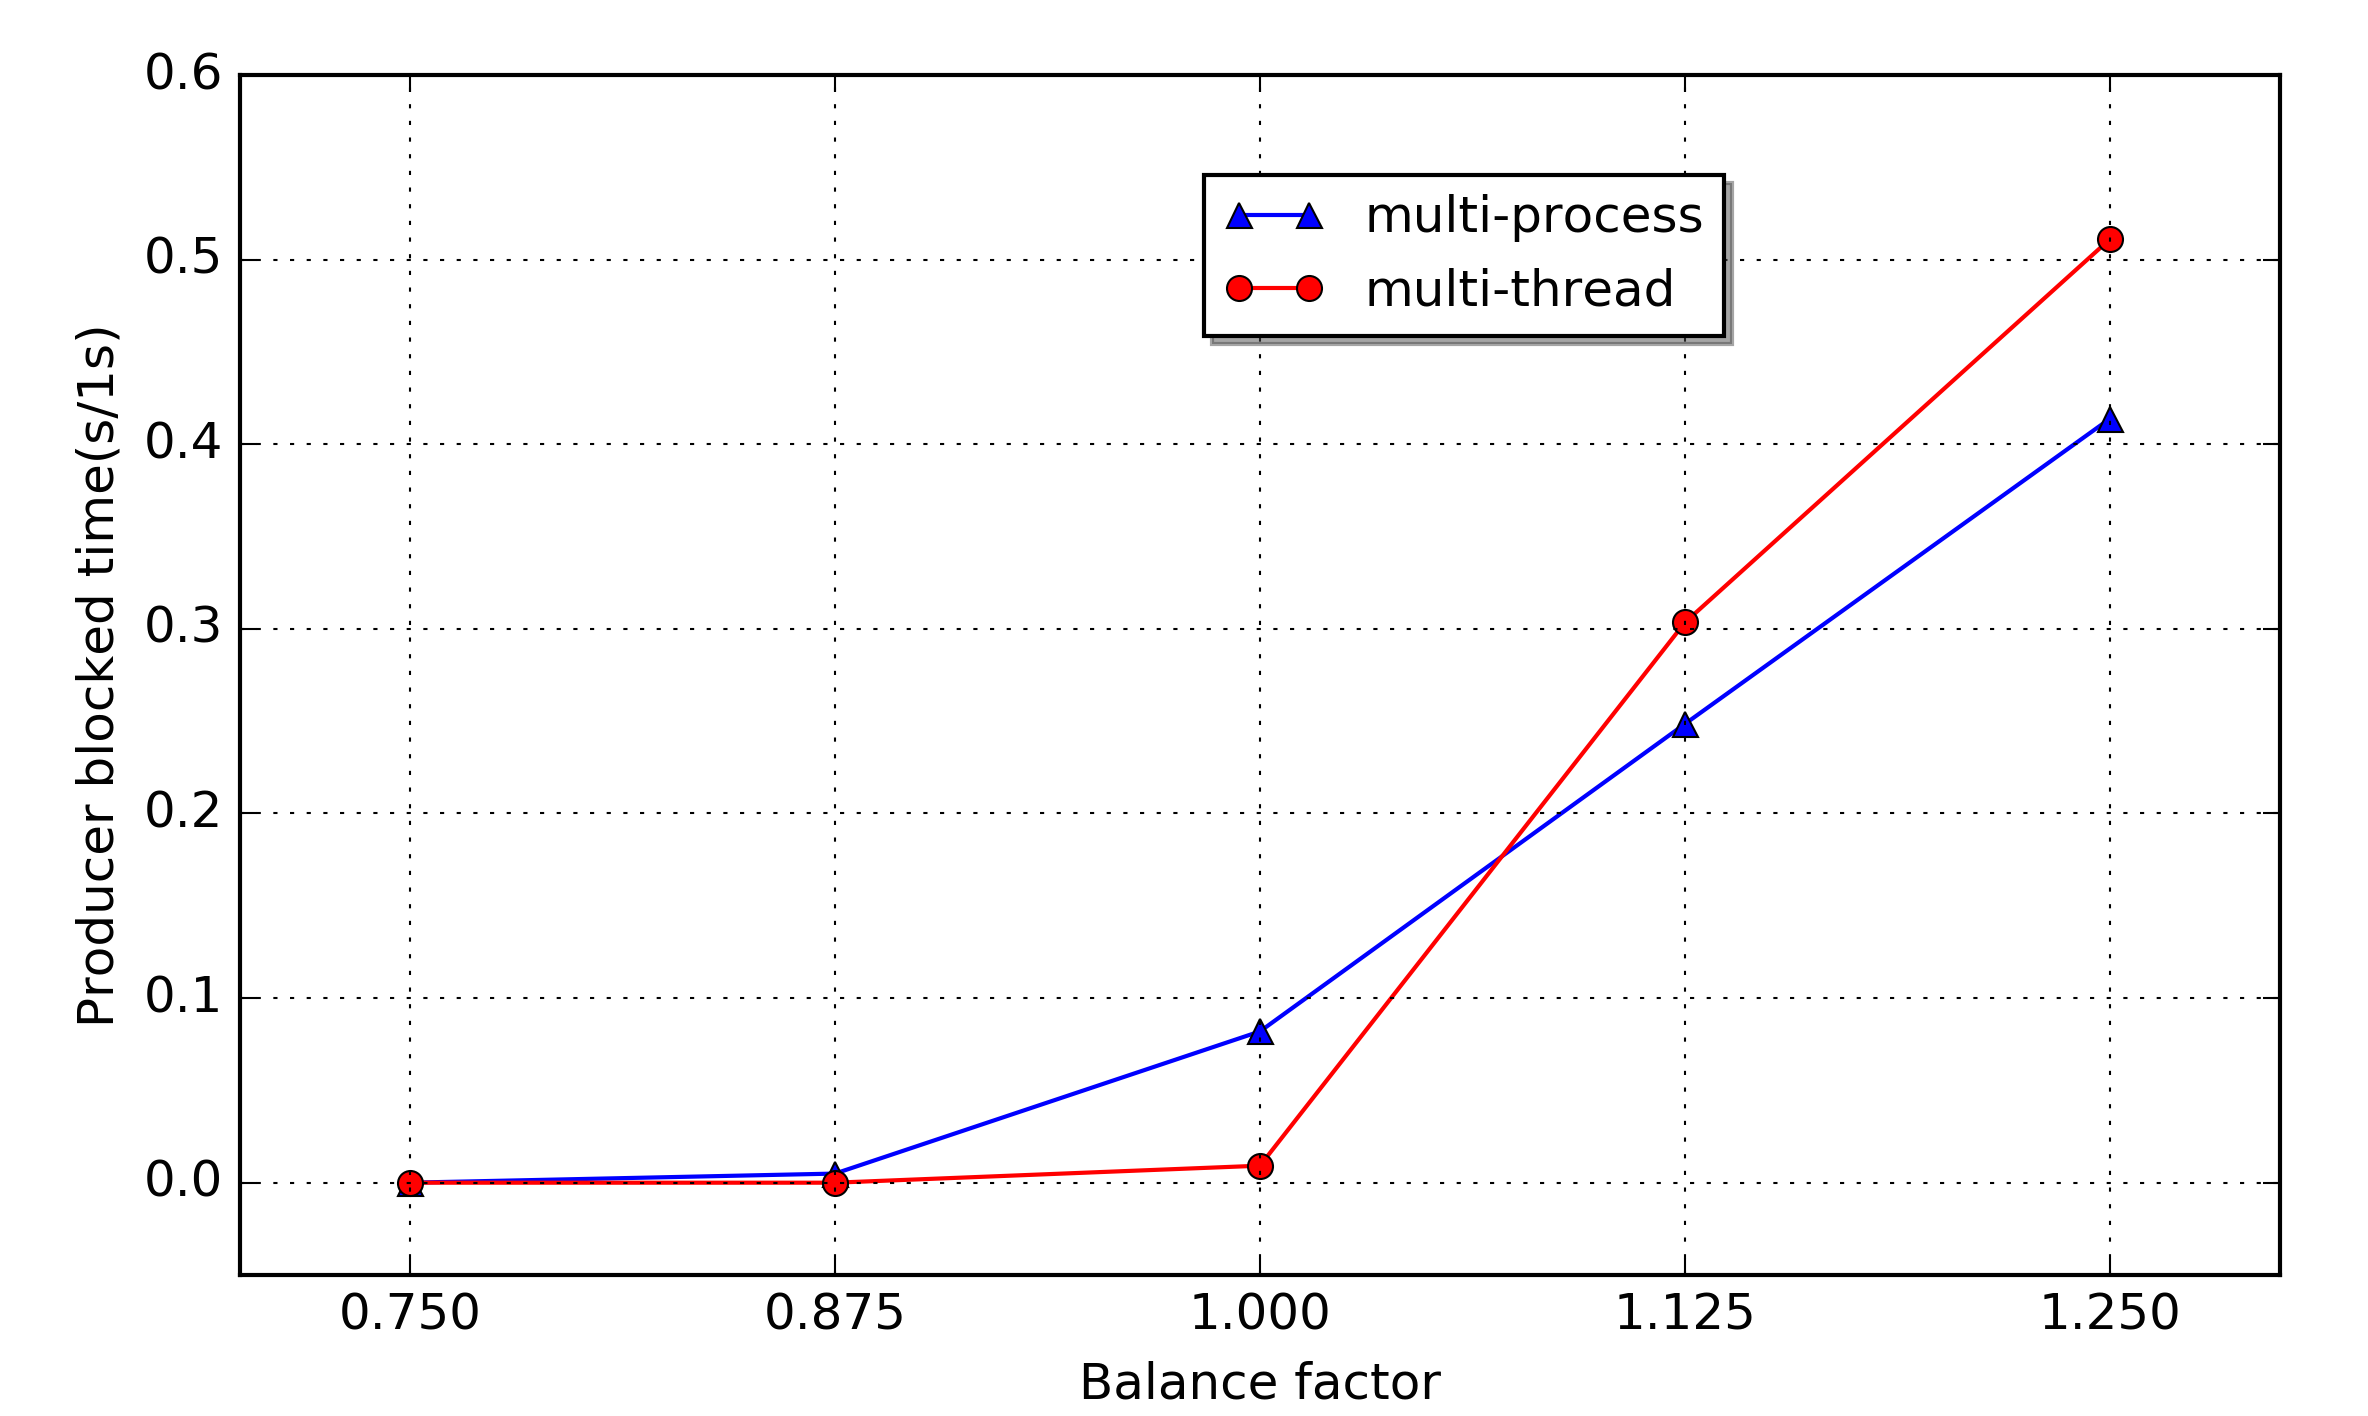 0.6
0.5
0.4
0.3
0.2
0.1
0.0
Producer blocked time(s/1s)
multi-process
multi-thread
0.750 0.875 1.000 1.125 1.250
Balance factor